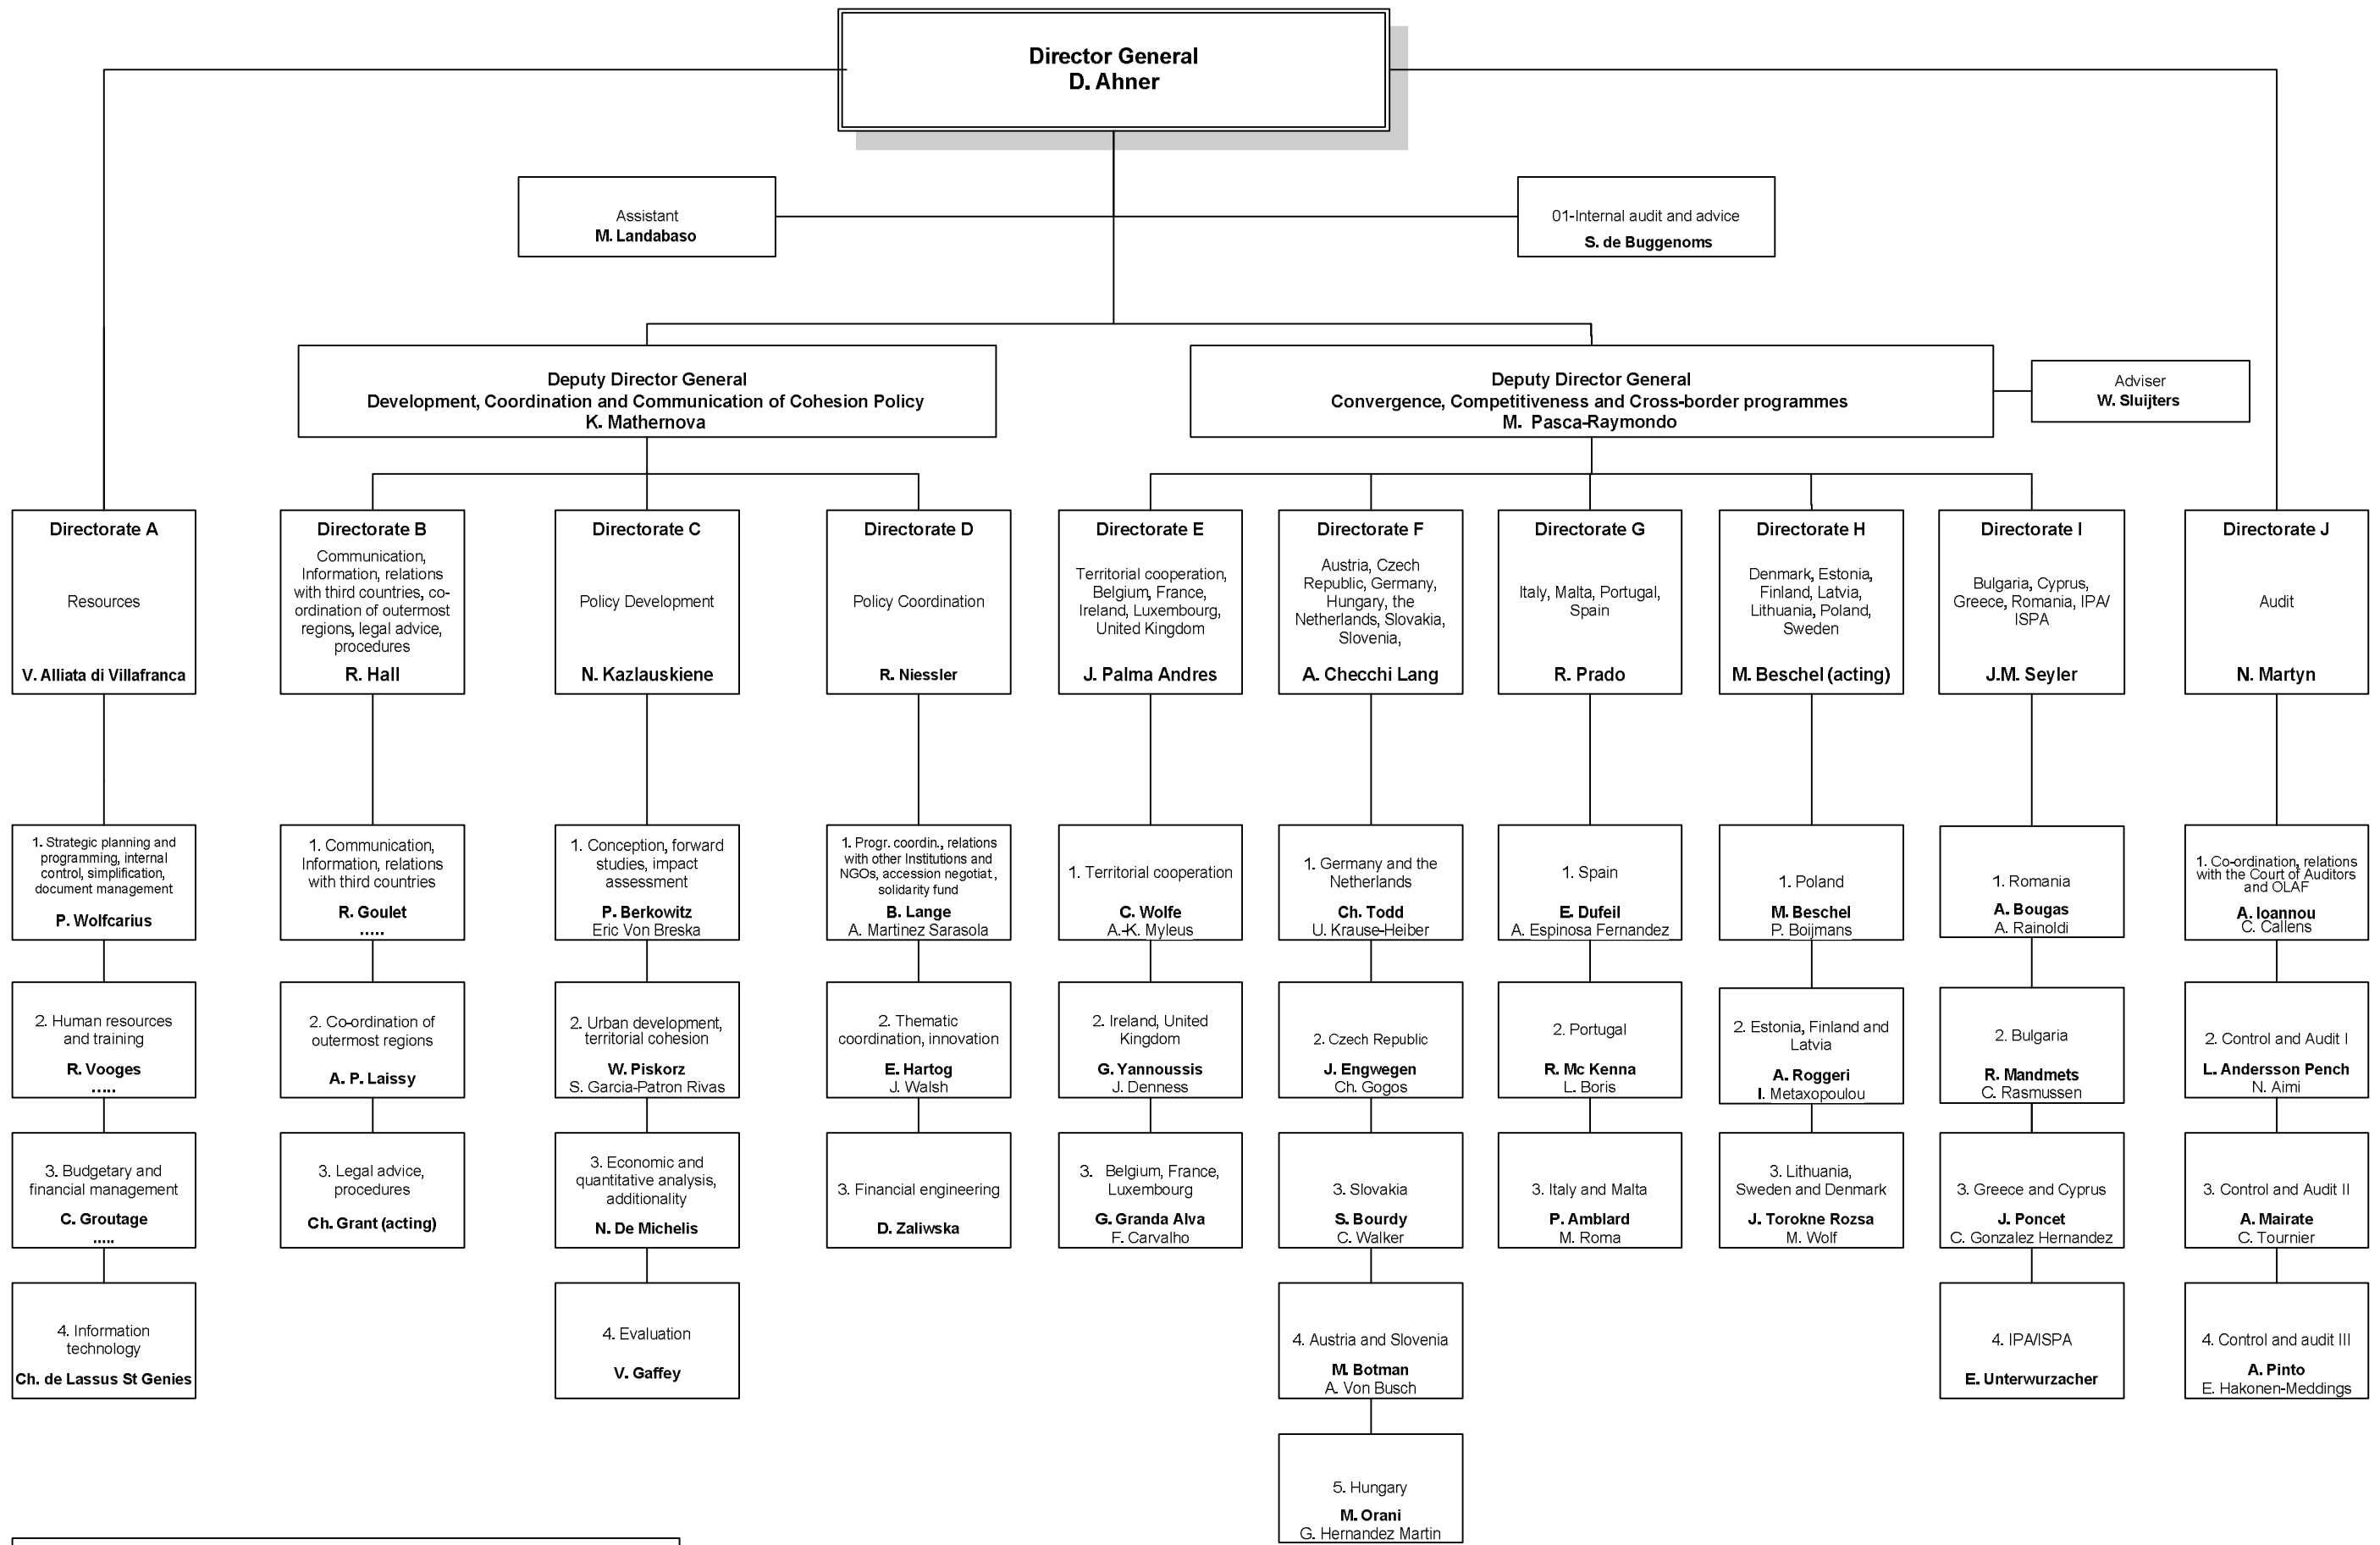 Director General
D. Ahner
Assistant
M. Landabaso
01-Internal audit and advice
S. de Buggenoms
Deputy Director General
Development, Coordination and Communication of Cohesion Policy
K. Mathernova
Deputy Director General
Convergence, Competitiveness and Cross-border programmes
M. Pasca-Raymondo
Adviser
W. Sluijters
Directorate A
Resources
V. Alliata di Villafranca
Directorate B
Communication,
Information, relations
with third countries, co-
ordination of outermost
regions, legal advice,
procedures
R. Hall
Directorate C
Policy Development
N. Kazlauskiene
Directorate D
Policy Coordination
R. Niessler
Directorate E
Territorial cooperation,
Belgium, France,
Ireland, Luxembourg,
United Kingdom
J. Palma Andres
Directorate F
Austria, Czech
Republic, Germany,
Hungary, the
Netherlands, Slovakia,
Slovenia,
A. Checchi Lang
Directorate G
Italy, Malta, Portugal,
Spain
R. Prado
Directorate H
Denmark, Estonia,
Finland, Latvia,
Lithuania, Poland,
Sweden
M. Beschel (acting)
Directorate I
Bulgaria, Cyprus,
Greece, Romania, IPA/
ISPA
J.M. Seyler
Directorate J
Audit
N. Martyn
1. Strategic planning and
programming, internal
control, simplification,
document management
P. Wolfcarius
1. Communication,
Information, relations
with third countries
R. Goulet
.....
1. Conception, forward
studies, impact
assessment
P. Berkowitz
Eric Von Breska
1. Progr. coordin., relations
with other Institutions and
NGOs, accession negotiat.,
solidarity fund
B. Lange
A. Martinez Sarasola
1. Territorial cooperation
C. Wolfe
A.-K. Myleus
1. Germany and the
Netherlands
Ch. Todd
U. Krause-Heiber
1. Spain
E. Dufeil
A. Espinosa Fernandez
1. Poland
M. Beschel
P. Boijmans
1. Romania
A. Bougas
A. Rainoldi
1. Co-ordination, relations
with the Court of Auditors
and OLAF
A. Ioannou
C. Callens
2. Human resources
and training
R. Vooges
.....
2. Co-ordination of
outermost regions
A. P. Laissy
2. Urban development,
territorial cohesion
W. Piskorz
S. Garcia-Patron Rivas
2. Thematic
coordination, innovation
E. Hartog
J. Walsh
2. Ireland, United
Kingdom
G. Yannoussis
J. Denness
2. Czech Republic
J. Engwegen
Ch. Gogos
2. Portugal
R. Mc Kenna
L. Boris
2. Estonia, Finland and
Latvia
A. Roggeri
I. Metaxopoulou
2. Bulgaria
R. Mandmets
C. Rasmussen
2. Control and Audit I
L. Andersson Pench
N. Aimi
3. Budgetary and
financial management
C. Groutage
.....
3. Legal advice,
procedures
Ch. Grant (acting)
3. Economic and
quantitative analysis,
additionality
N. De Michelis
3. Financial engineering
D. Zaliwska
3. Belgium, France,
Luxembourg
G. Granda Alva
F. Carvalho
3. Slovakia
S. Bourdy
C. Walker
3. Italy and Malta
P. Amblard
M. Roma
3. Lithuania,
Sweden and Denmark
J. Torokne Rozsa
M. Wolf
3. Greece and Cyprus
J. Poncet
C. Gonzalez Hernandez
3. Control and Audit II
A. Mairate
C. Tournier
4. Information
technology
Ch. de Lassus St Genies
4. Evaluation
V. Gaffey
4. Austria and Slovenia
M. Botman
A. Von Busch
4. IPA/ISPA
E. Unterwurzacher
4. Control and audit III
A. Pinto
E. Hakonen-Meddings
5. Hungary
M. Orani
G. Hernandez Martin